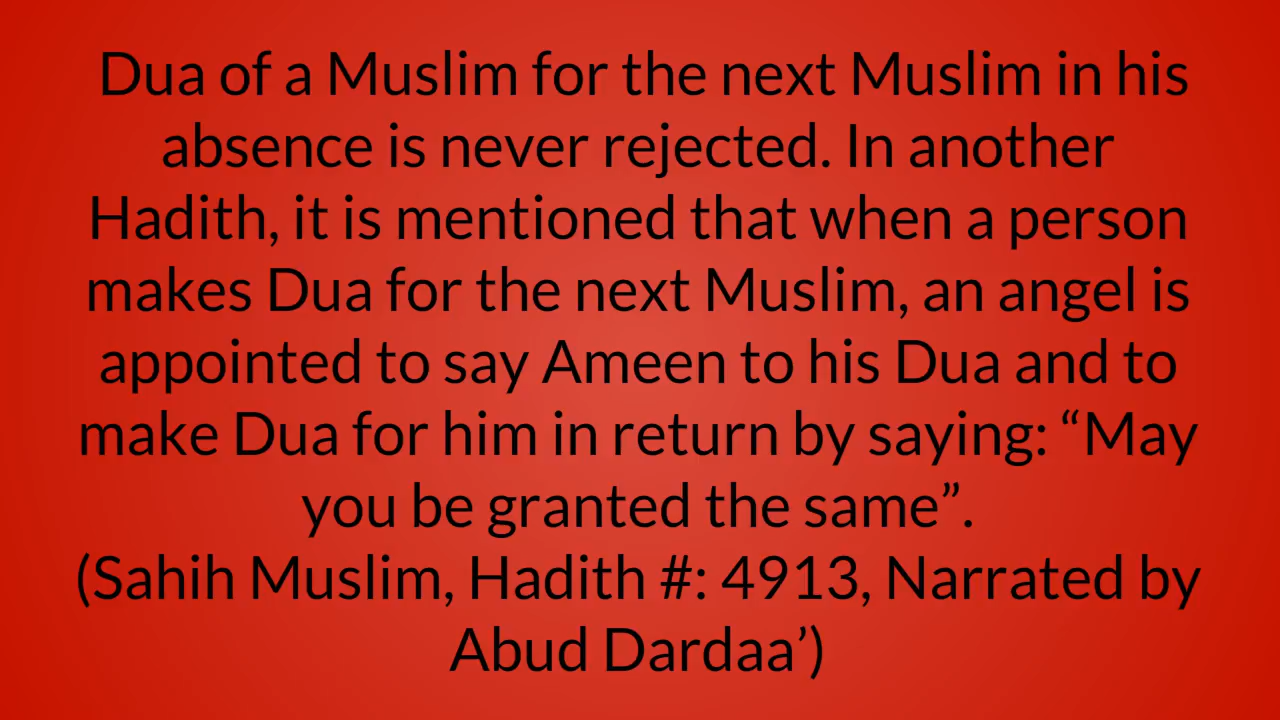 Dua of a Muslim for the next Muslim in his
absence is never rejected. In another
Hadith, it is mentioned that when a person
makes Dua for the next Muslim, an angel is
appointed to say Ameen to his Dua and to
make Dua for him in return by saying: “May
you be granted the same”.
(Sahih Muslim, Hadith #: 4913, Narrated by
Abud Dardaa’)